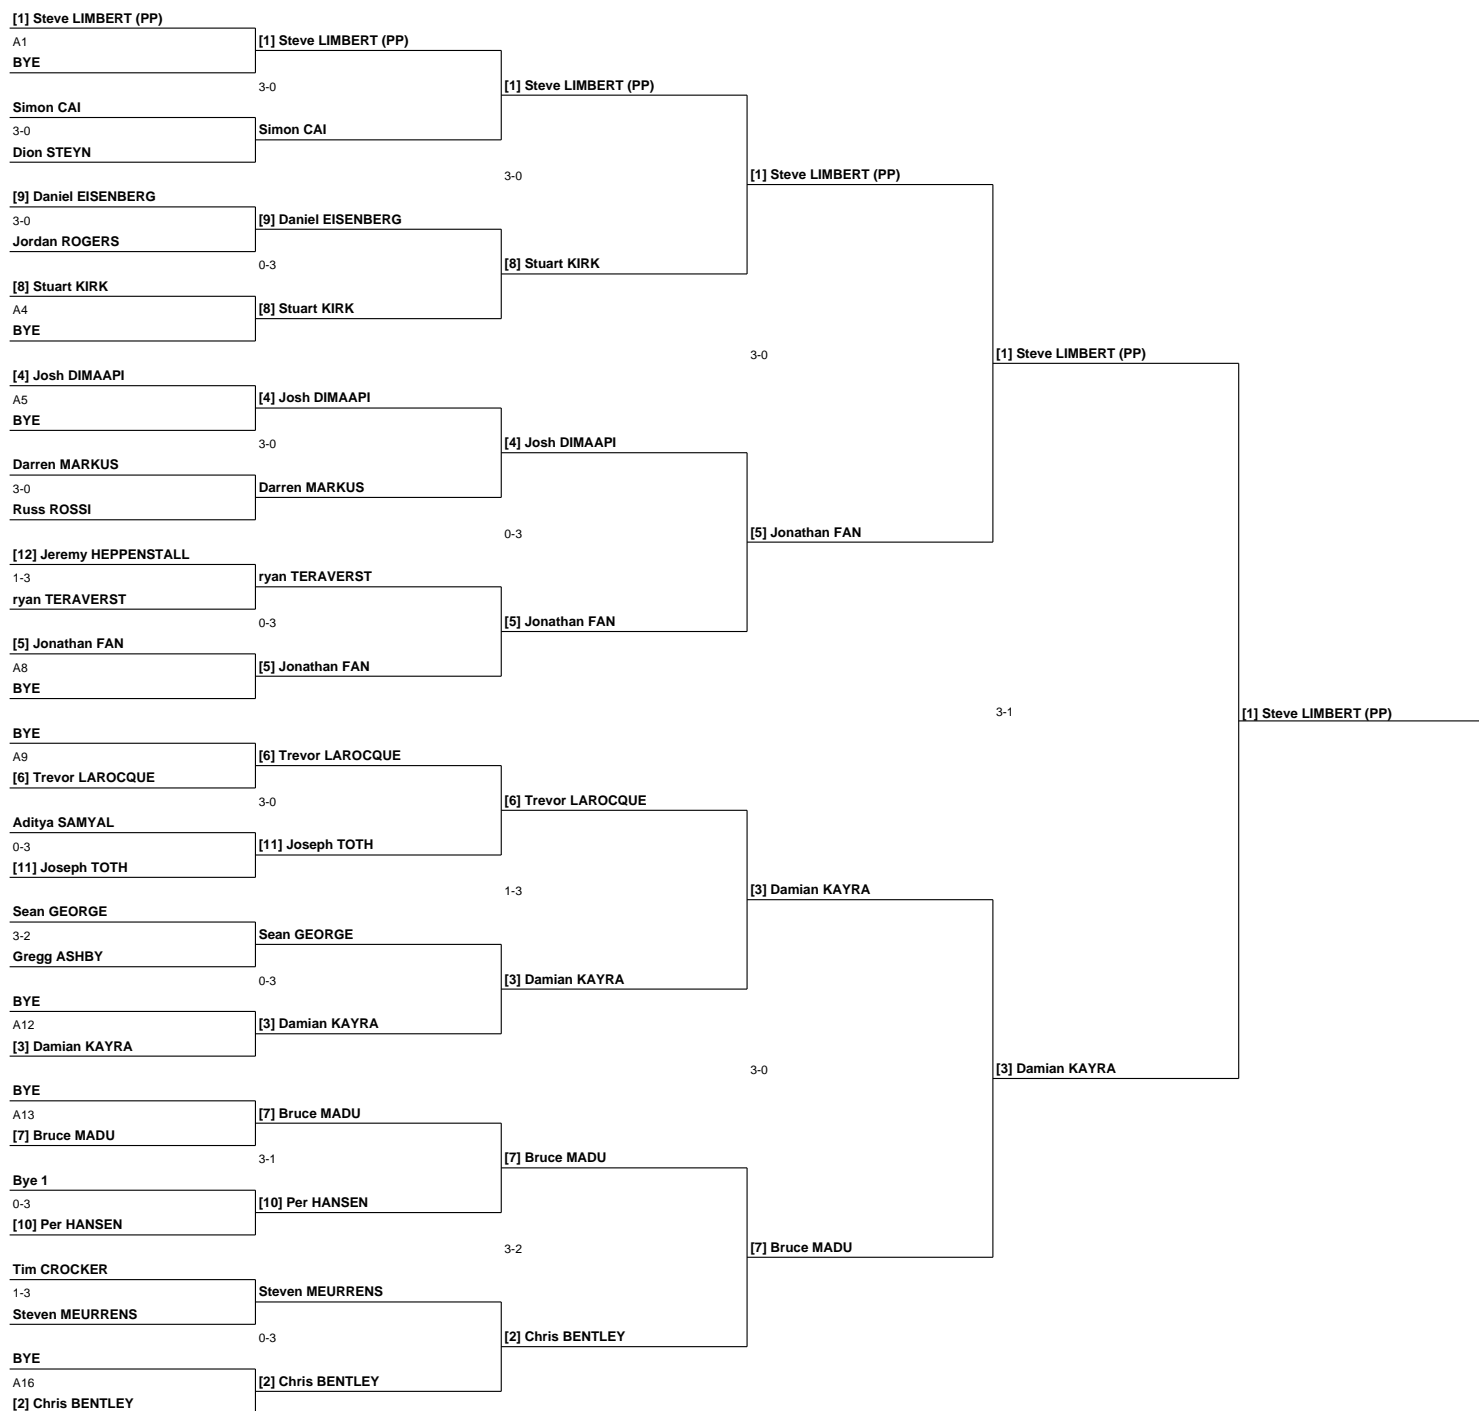 [1] Steve LIMBERT (PP)
A1
BYE
Simon CAI
3-0
Dion STEYN
[9] Daniel EISENBERG
3-0
Jordan ROGERS
[8] Stuart KIRK
A4
BYE
[4] Josh DIMAAPI
A5
BYE
Darren MARKUS
3-0
Russ ROSSI
[12] Jeremy HEPPENSTALL
1-3
ryan TERAVERST
[5] Jonathan FAN
A8
BYE
BYE
A9
[6] Trevor LAROCQUE
Aditya SAMYAL
0-3
[11] Joseph TOTH
Sean GEORGE
3-2
Gregg ASHBY
BYE
A12
[3] Damian KAYRA
BYE
A13
[7] Bruce MADU
Bye 1
0-3
[10] Per HANSEN
Tim CROCKER
1-3
Steven MEURRENS
BYE
A16
[2] Chris BENTLEY
[1] Steve LIMBERT (PP)
3-0
Simon CAI
[9] Daniel EISENBERG
0-3
[8] Stuart KIRK
[4] Josh DIMAAPI
3-0
Darren MARKUS
ryan TERAVERST
0-3
[5] Jonathan FAN
[6] Trevor LAROCQUE
3-0
[11] Joseph TOTH
Sean GEORGE
0-3
[3] Damian KAYRA
[7] Bruce MADU
3-1
[10] Per HANSEN
Steven MEURRENS
0-3
[2] Chris BENTLEY
[1] Steve LIMBERT (PP)
3-0
[8] Stuart KIRK
[4] Josh DIMAAPI
0-3
[5] Jonathan FAN
[6] Trevor LAROCQUE
1-3
[3] Damian KAYRA
[7] Bruce MADU
3-2
[2] Chris BENTLEY
[1] Steve LIMBERT (PP)
3-0
[5] Jonathan FAN
[3] Damian KAYRA
3-0
[7] Bruce MADU
[1] Steve LIMBERT (PP)
3-1
[3] Damian KAYRA
[1] Steve LIMBERT (PP)